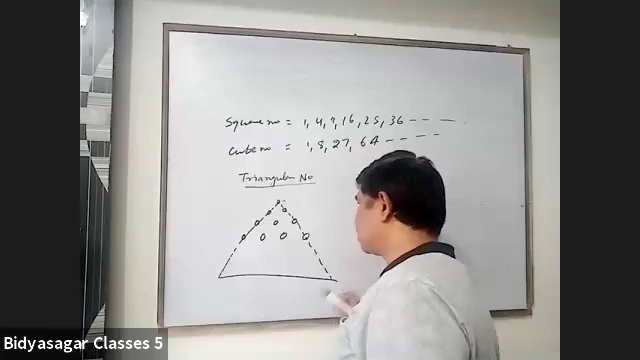 Square no = 1, 4, 9, 16, 25, 36 - - - .
Cube no = 1, 8, 27, 64 - - - -
Triangular No
Bidyasagar Classes 5